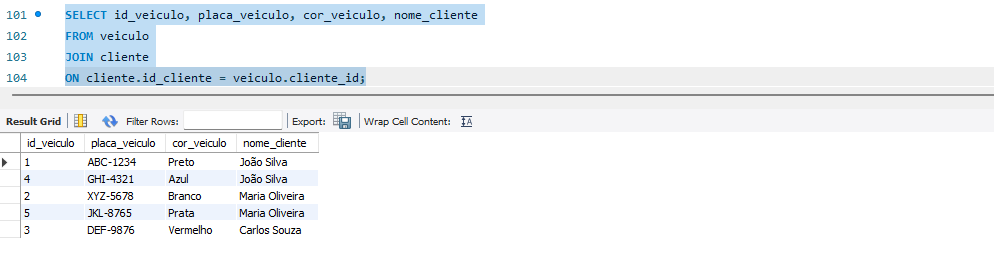 101 SELECT id_veiculo, placa_veiculo, cor_veiculo, nome_cliente
102 FROM veiculo
103 JOIN cliente
104 ON cliente.id_cliente = veiculo.cliente_id;
Result Grid Filter Rows: Export: Wrap Cell Content: IA
id_veiculo placa_veiculo cor_veiculo nome_cliente
1 ABC-1234 Preto João Silva
4 GHI-4321 Azul João Silva
2 XYZ-5678 Branco Maria Oliveira
5 JKL-8765 Prata Maria Oliveira
3 DEF-9876 Vermelho Carlos Souza